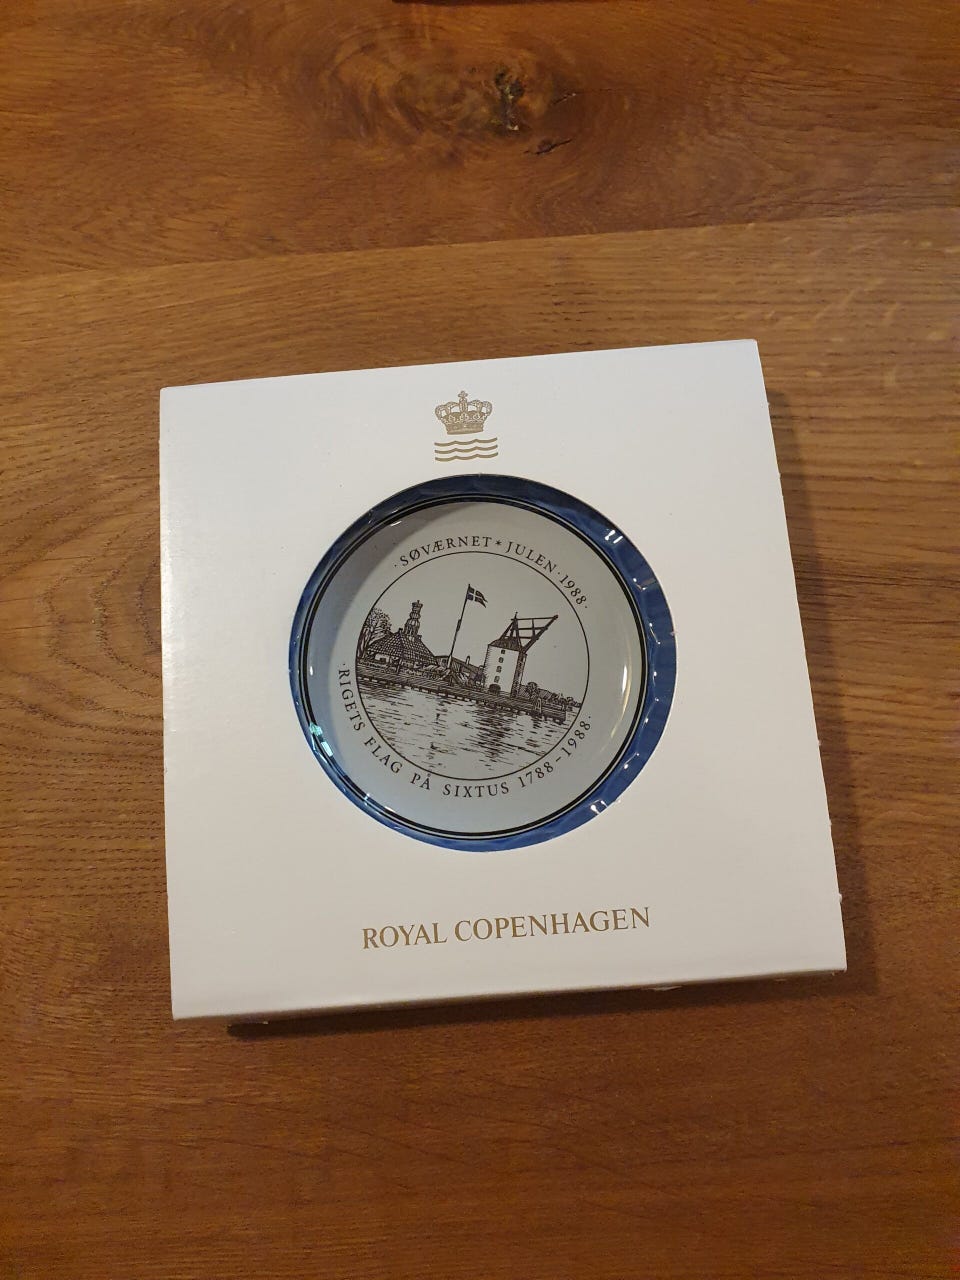 · SØVÆRNET * JULEN · 1988 ·
· RIGETS FLAG PÅ SIXTUS 1788-1988 ·
ROYAL COPENHAGEN